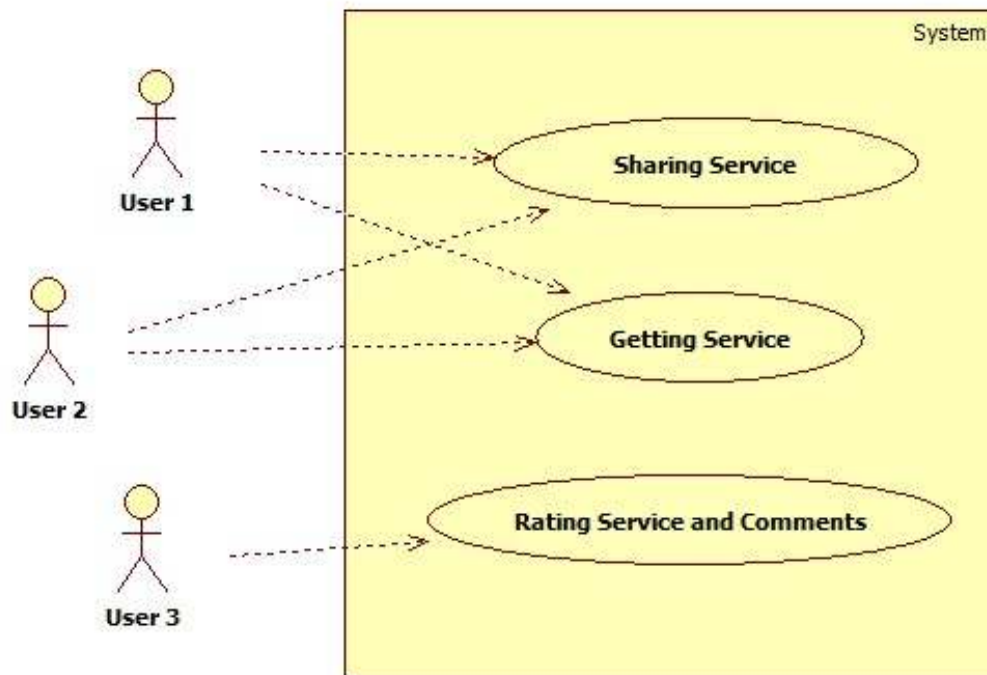 System
Sharing Service
User 1
Getting Service
User 2
Rating Service and Comments
User 3